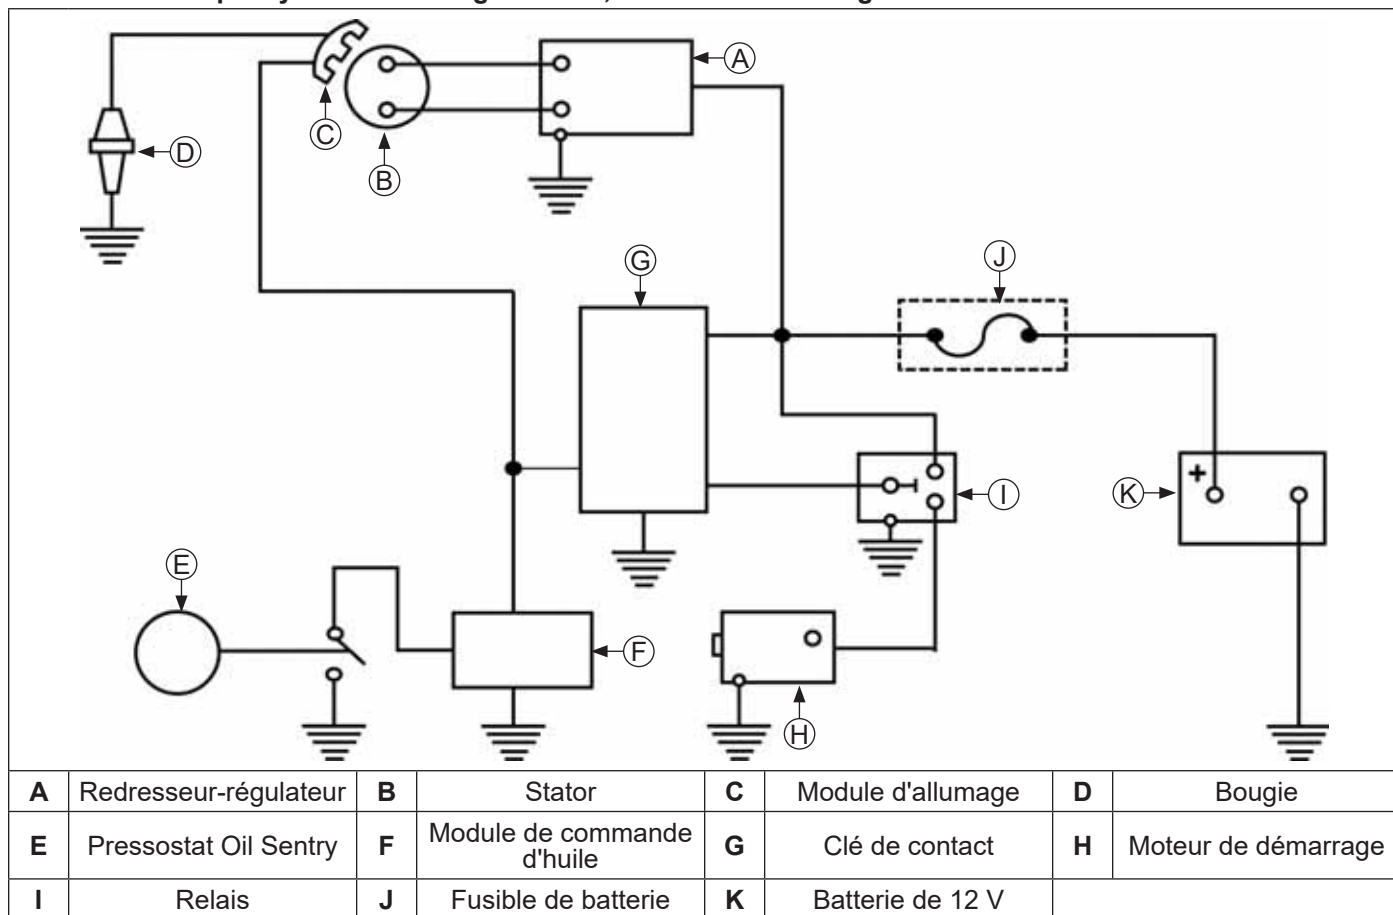 A
C
D
B
G
J
I
K
E
F
H
+
A Redresseur-régulateur B Stator C Module d'allumage D Bougie
E Pressostat Oil Sentry F Module de commande d'huile G Clé de contact H Moteur de démarrage
I Relais J Fusible de batterie K Batterie de 12 V